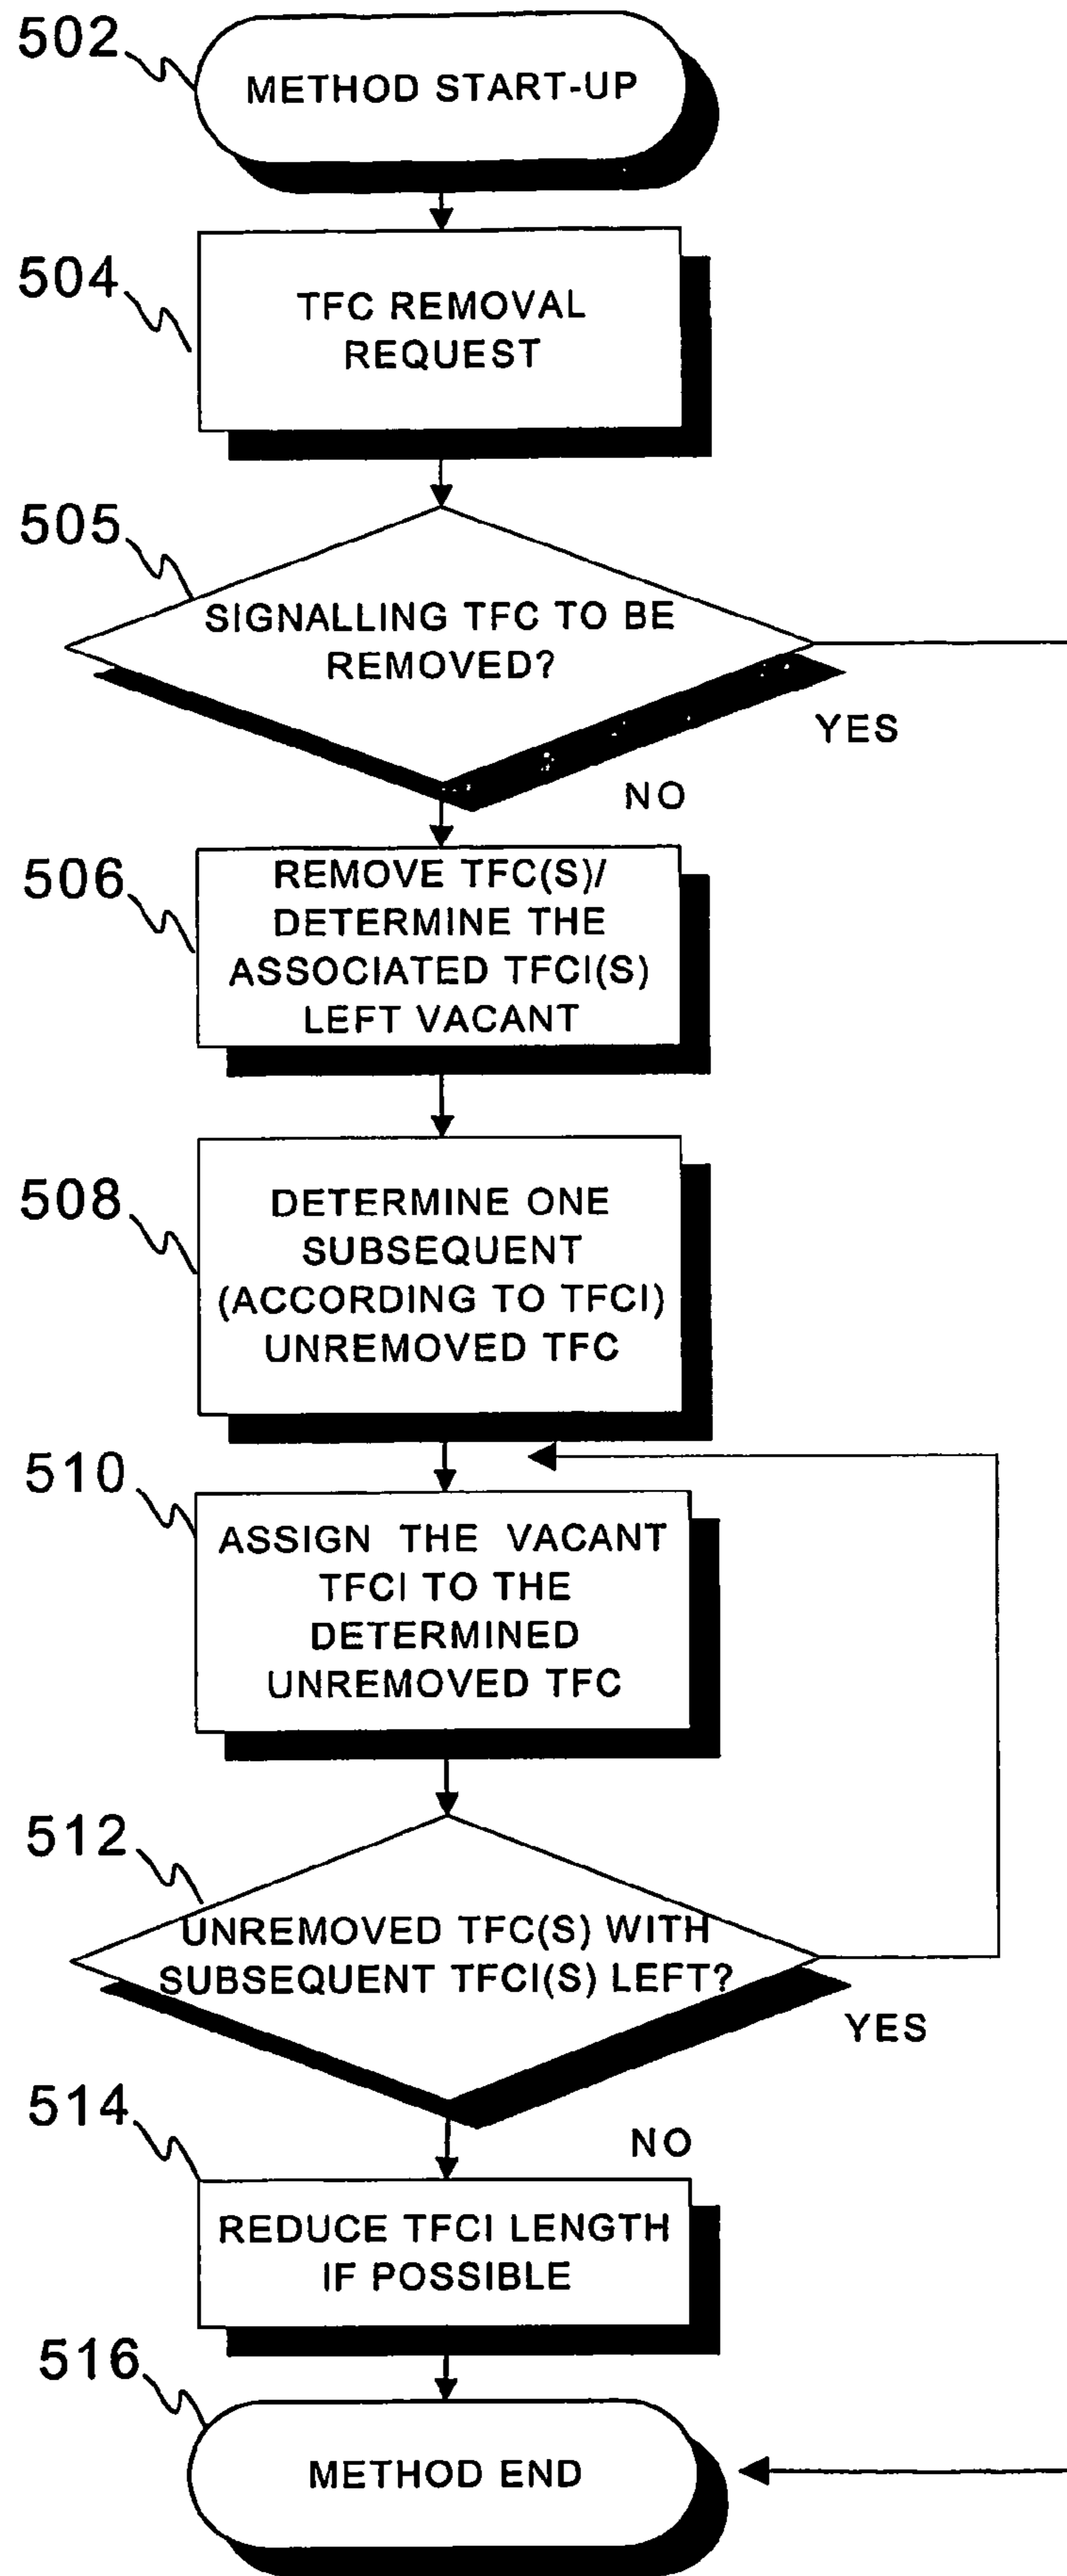 502
METHOD START-UP
504
TFC REMOVAL
REQUEST
505
SIGNALLING TFC TO BE
REMOVED?
YES
NO
506
REMOVE TFC(S)/
DETERMINE THE
ASSOCIATED TFCI(S)
LEFT VACANT
508
DETERMINE ONE
SUBSEQUENT
(ACCORDING TO TFCI)
UNREMOVED TFC
510
ASSIGN THE VACANT
TFCI TO THE
DETERMINED
UNREMOVED TFC
512
UNREMOVED TFC(S) WITH
SUBSEQUENT TFCI(S) LEFT?
YES
514
NO
REDUCE TFCI LENGTH
IF POSSIBLE
516
METHOD END